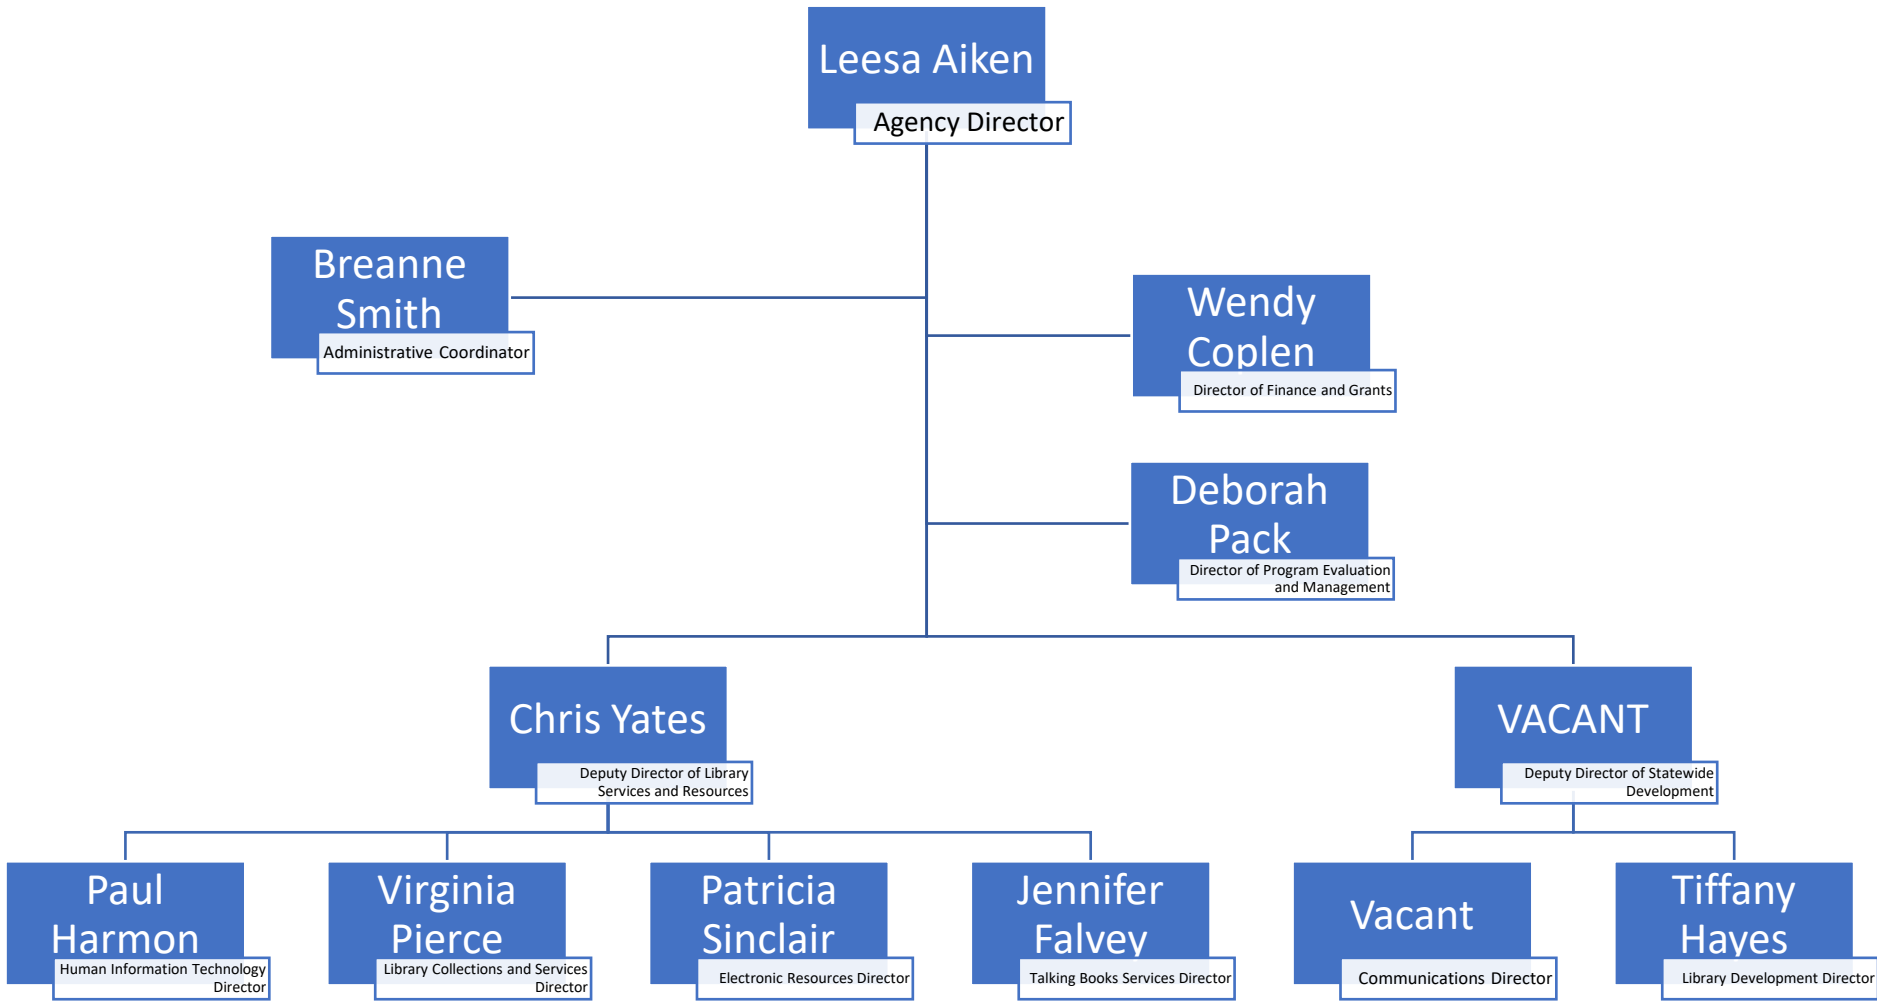 Leesa Aiken
Agency Director
Breanne
Smith
Administrative Coordinator
Wendy
Coplen
Director of Finance and Grants
Deborah
Pack
Director of Program Evaluation
and Management
Chris Yates
Deputy Director of Library
Services and Resources
VACANT
Deputy Director of Statewide
Development
Paul
Harmon
Human Information Technology
Director
Virginia
Pierce
Library Collections and Services
Director
Patricia
Sinclair
Electronic Resources Director
Jennifer
Falvey
Talking Books Services Director
Vacant
Communications Director
Tiffany
Hayes
Library Development Director